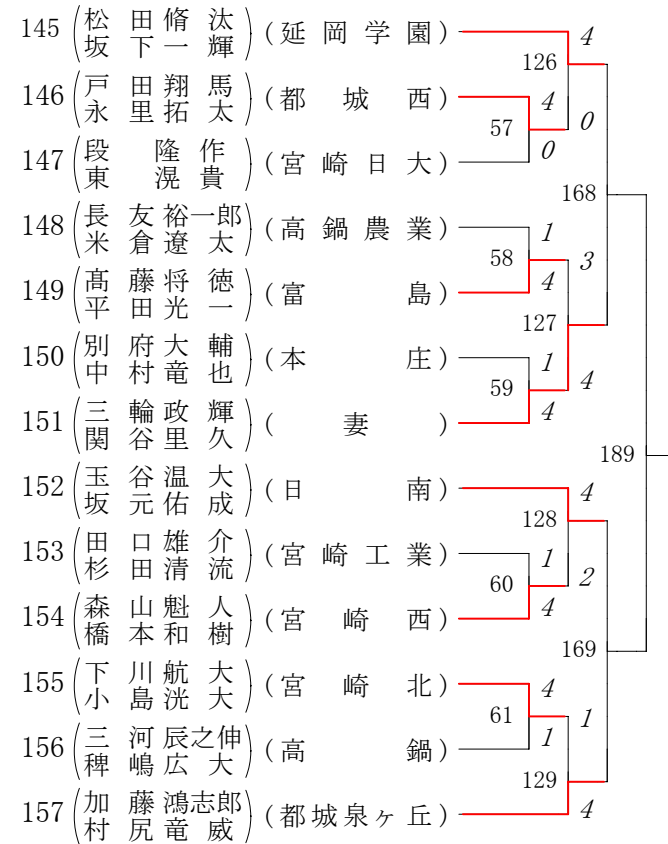 145 松田脩汰 坂下一輝 (延岡学園) 4
126
146 戸田翔馬 永里拓太 (都城西) 4
57 0
147 段隆作 東滉貴 (宮崎日大) 0
168
148 長友裕一郎 米倉遼太 (高鍋農業) 1
58 3
149 髙藤将徳 平田光一 (富島) 4
127
150 別府大輔 中村竜也 (本庄) 1
59 4
151 三輪政輝 関谷里久 (妻) 4
189
152 玉谷温大 坂元佑成 (日南) 4
128
153 田口雄介 杉田清流 (宮崎工業) 1
60 2
154 森山魁人 橋本和樹 (宮崎西) 4
169
155 下川航大 小島洸大 (宮崎北) 4
61 1
156 三河辰之伸 稗嶋広大 (高鍋) 1
129
157 加藤鴻志郎 村尻竜威 (都城泉ヶ丘) 4